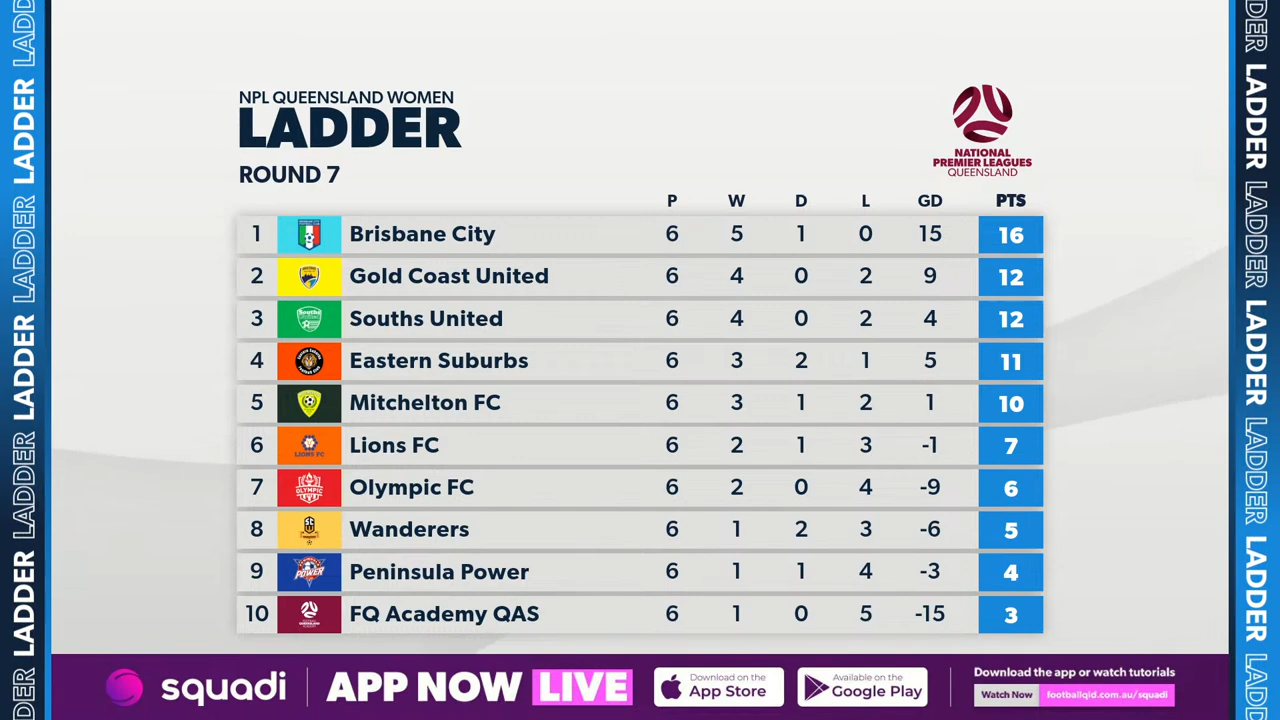 NPL QUEENSLAND WOMEN
LADDER
ROUND 7
NATIONAL
PREMIER LEAGUES
QUEENSLAND
P W D L GD PTS
1 Brisbane City 6 5 1 0 15 16
2 Gold Coast United 6 4 0 2 9 12
3 Souths United 6 4 0 2 4 12
4 Eastern Suburbs 6 3 2 1 5 11
5 Mitchelton FC 6 3 1 2 1 10
6 LIONS FC Lions FC 6 2 1 3 -1 7
7 OLYMPIC Olympic FC 6 2 0 4 -9 6
8 Wanderers 6 1 2 3 -6 5
9 POWER Peninsula Power 6 1 1 4 -3 4
10 FQ Academy QAS 6 1 0 5 -15 3
squadi APP NOW LIVE
Download on the
App Store
Available on the
Google Play
Download the app or watch tutorials
Watch Now footballqld.com.au/squadi
LADDER LADDER LADDER LADDER LADDER LADDER
LADDER LADDER LADDER LADDER LADDER LADDER